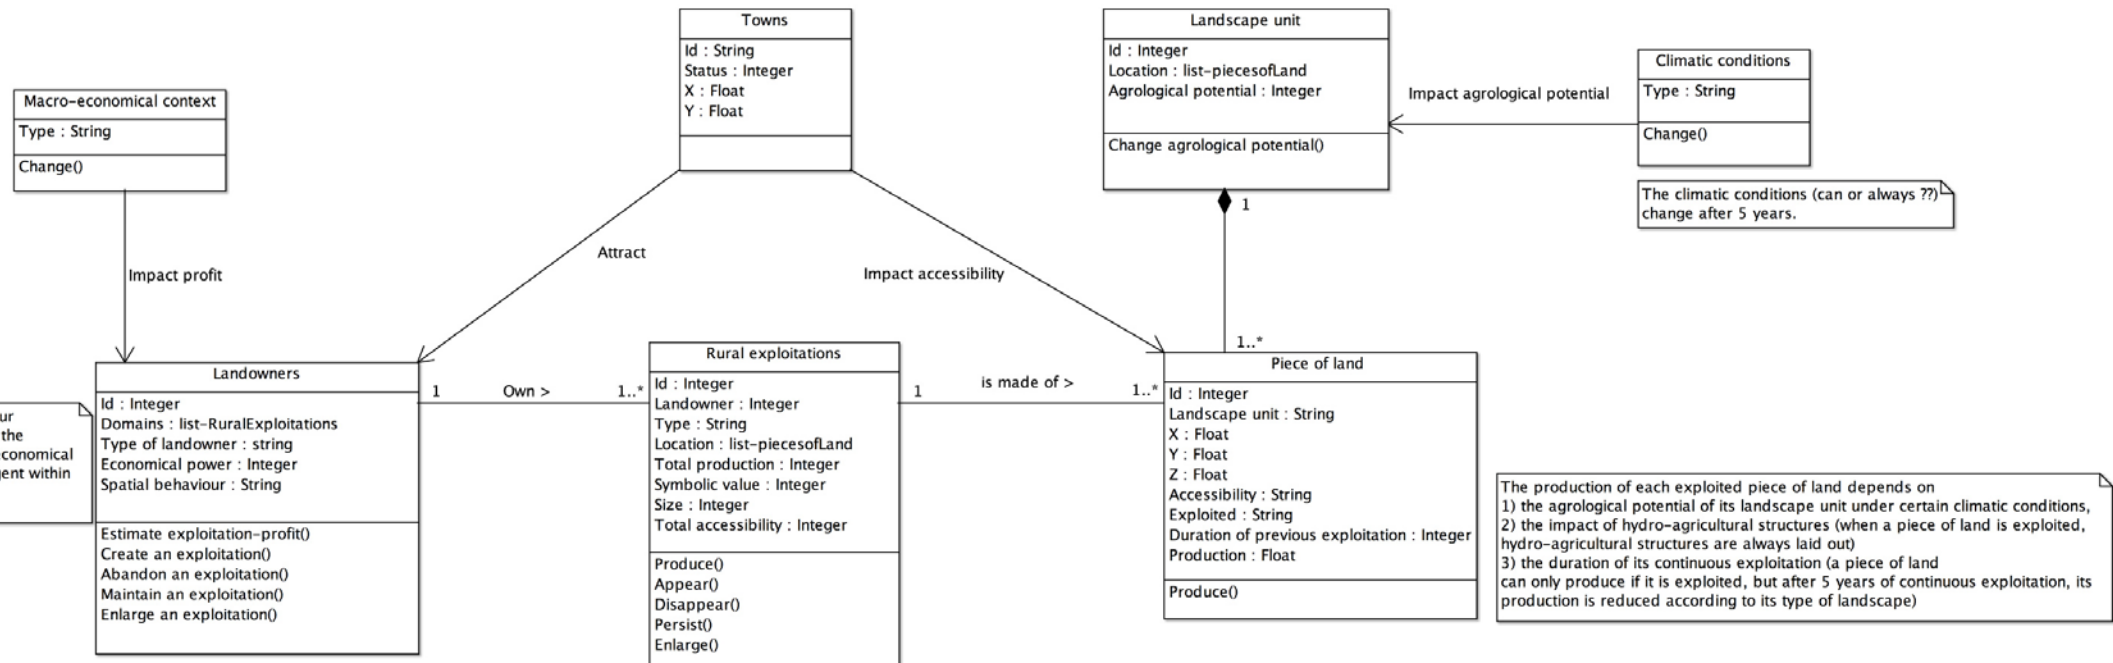 Towns
Id : String
Status : Integer
X : Float
Y : Float
Landscape unit
Id : Integer
Location : list-piecesofLand
Agrological potential : Integer
Change agrological potential()
Climatic conditions
Type : String
Change()
Impact agrological potential
Macro-economical context
Type : String
Change()
The climatic conditions (can or always ??)
change after 5 years.
1
Attract
Impact accessibility
Impact profit
1..*
Landowners
Id : Integer
Domains : list-RuralExploitations
Type of landowner : string
Economical power : Integer
Spatial behaviour : String
Estimate exploitation-profit()
Create an exploitation()
Abandon an exploitation()
Maintain an exploitation()
Enlarge an exploitation()
1
Own >
1..*
Rural exploitations
Id : Integer
Landowner : Integer
Type : String
Location : list-piecesofLand
Total production : Integer
Symbolic value : Integer
Size : Integer
Total accessibility : Integer
Produce()
Appear()
Disappear()
Persist()
Enlarge()
1
is made of >
1..*
Piece of land
Id : Integer
Landscape unit : String
X : Float
Y : Float
Z : Float
Accessibility : String
Exploited : String
Duration of previous exploitation : Integer
Production : Float
Produce()
the
within
The production of each exploited piece of land depends on
1) the agrological potential of its landscape unit under certain climatic conditions,
2) the impact of hydro-agricultural structures (when a piece of land is exploited,
hydro-agricultural structures are always laid out)
3) the duration of its continuous exploitation (a piece of land
can only produce if it is exploited, but after 5 years of continuous exploitation, its
production is reduced according to its type of landscape)